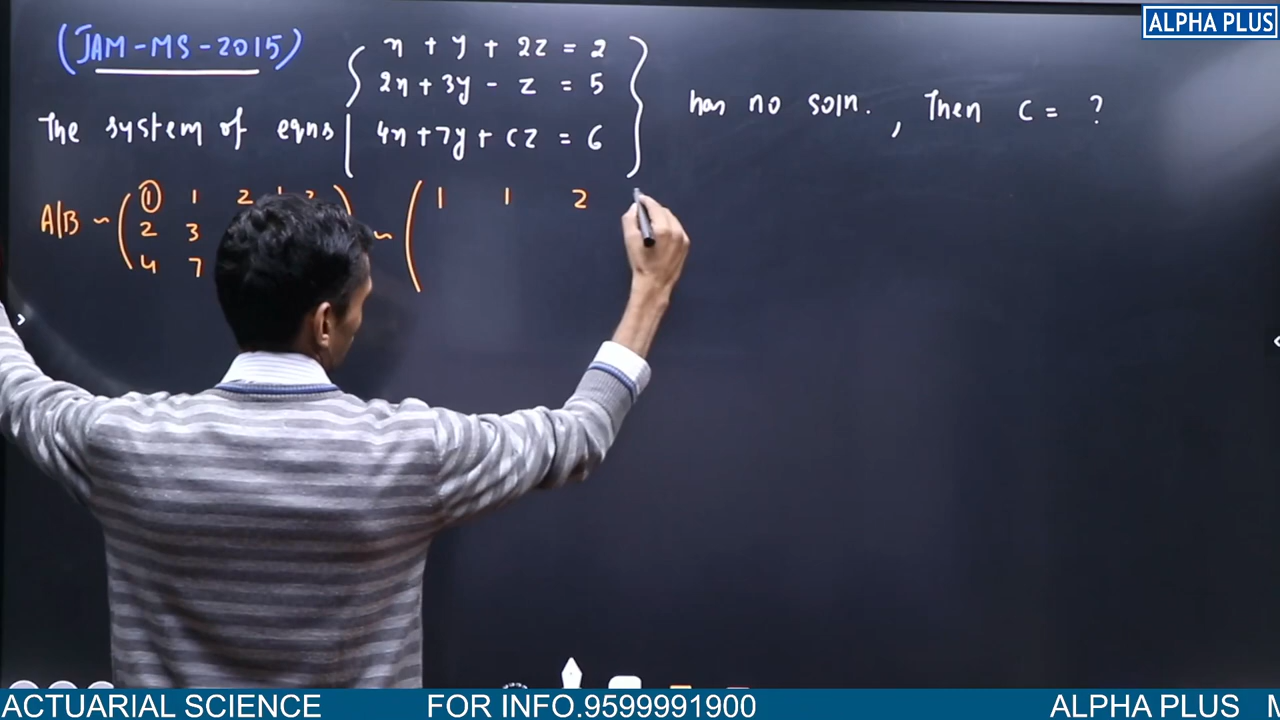 ALPHA PLUS
(JAM-MS-2015)
x + y + 2z = 2
2x + 3y - z = 5
The system of eqns
4x + 7y + cz = 6
has no soln. , Then c = ?
A|B ~ ( 1 1 2 | 2 ) ~ ( 1 1 2
2 3
4 7
ACTUARIAL SCIENCE FOR INFO.9599991900 ALPHA PLUS